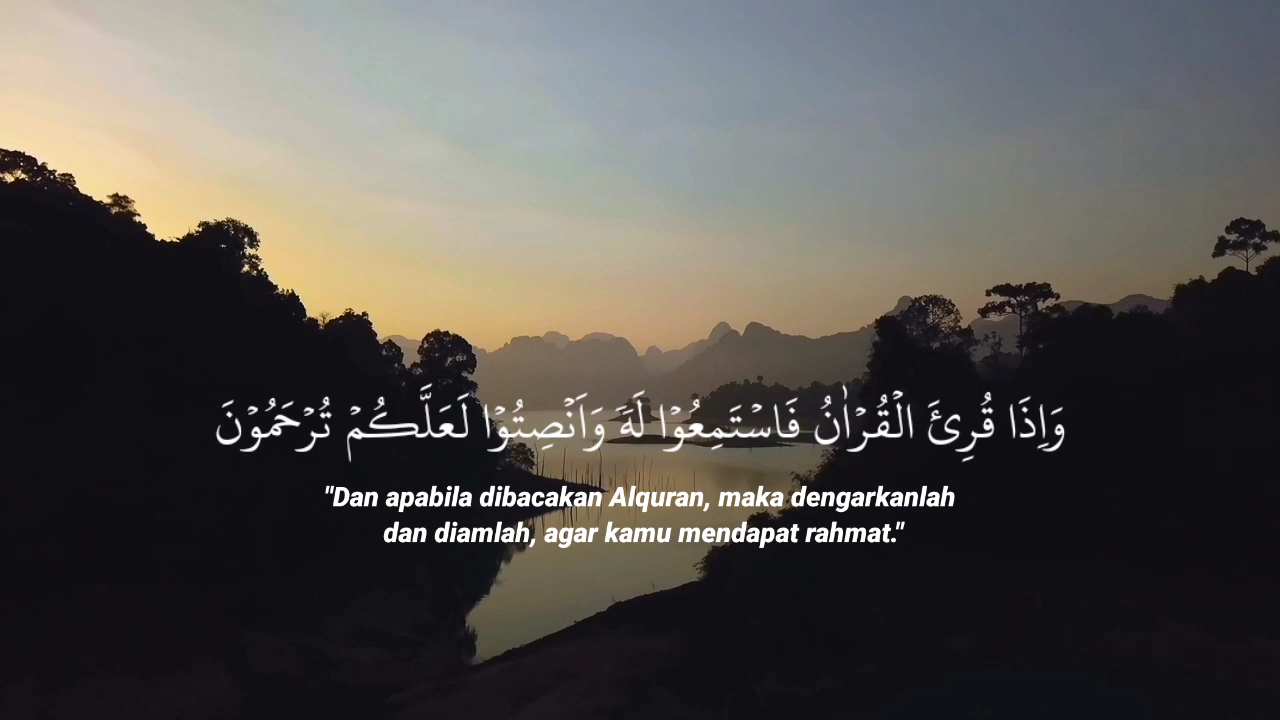 وَاِذَا قُرِئَ الْقُرْاٰنُ فَاسْتَمِعُوْا لَهٗ وَاَنْصِتُوْا لَعَلَّكُمْ تُرْحَمُوْنَ
"Dan apabila dibacakan Alquran, maka dengarkanlah
dan diamlah, agar kamu mendapat rahmat."